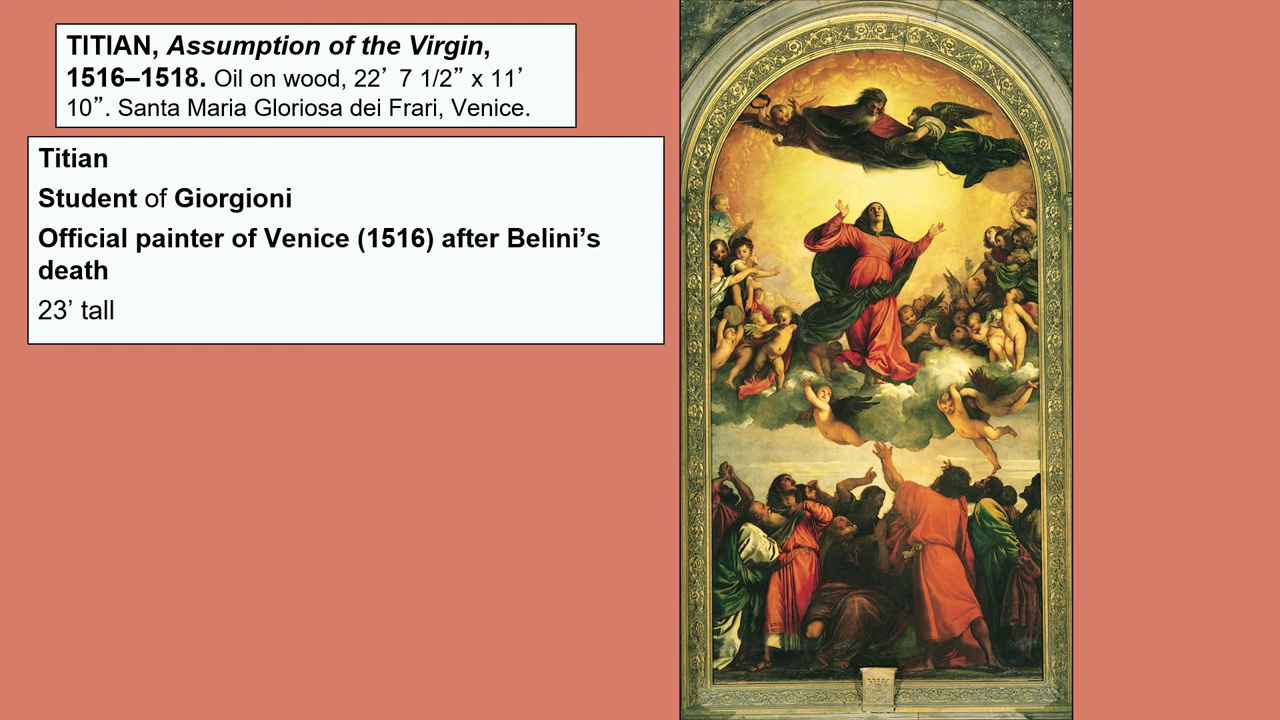 TITIAN, Assumption of the Virgin,
1516–1518. Oil on wood, 22’ 7 1/2” x 11’
10”. Santa Maria Gloriosa dei Frari, Venice.
Titian
Student of Giorgioni
Official painter of Venice (1516) after Belini’s
death
23’ tall